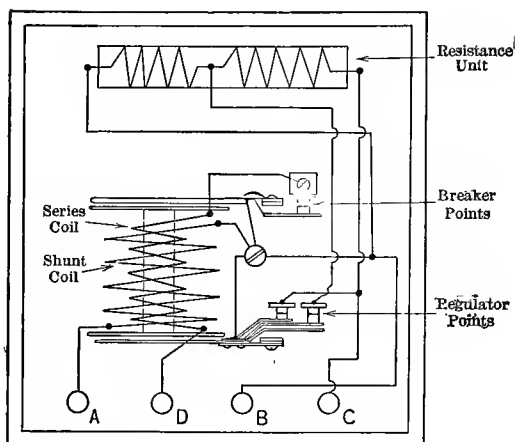 Resistance
Unit
Series
Coil
Shunt
Coil
Breaker
Points
Regulator
Points
A D B C